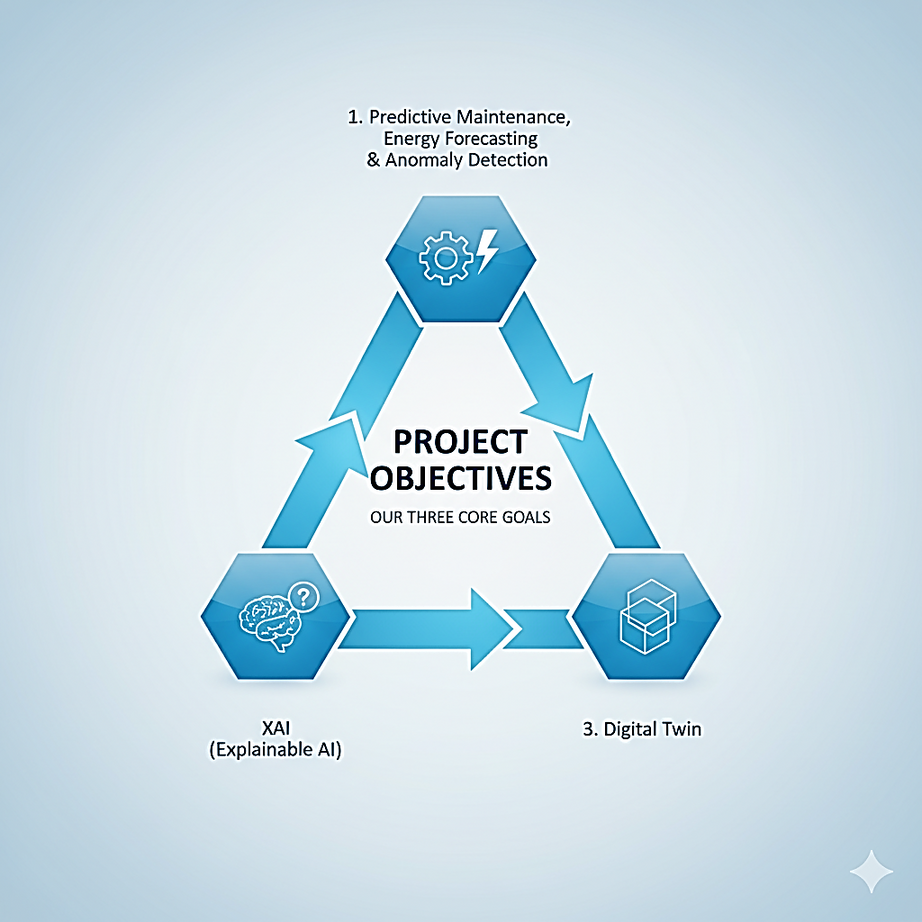 1. Predictive Maintenance,
Energy Forecasting
& Anomaly Detection
PROJECT
OBJECTIVES
OUR THREE CORE GOALS
?
XAI
(Explainable AI)
3. Digital Twin